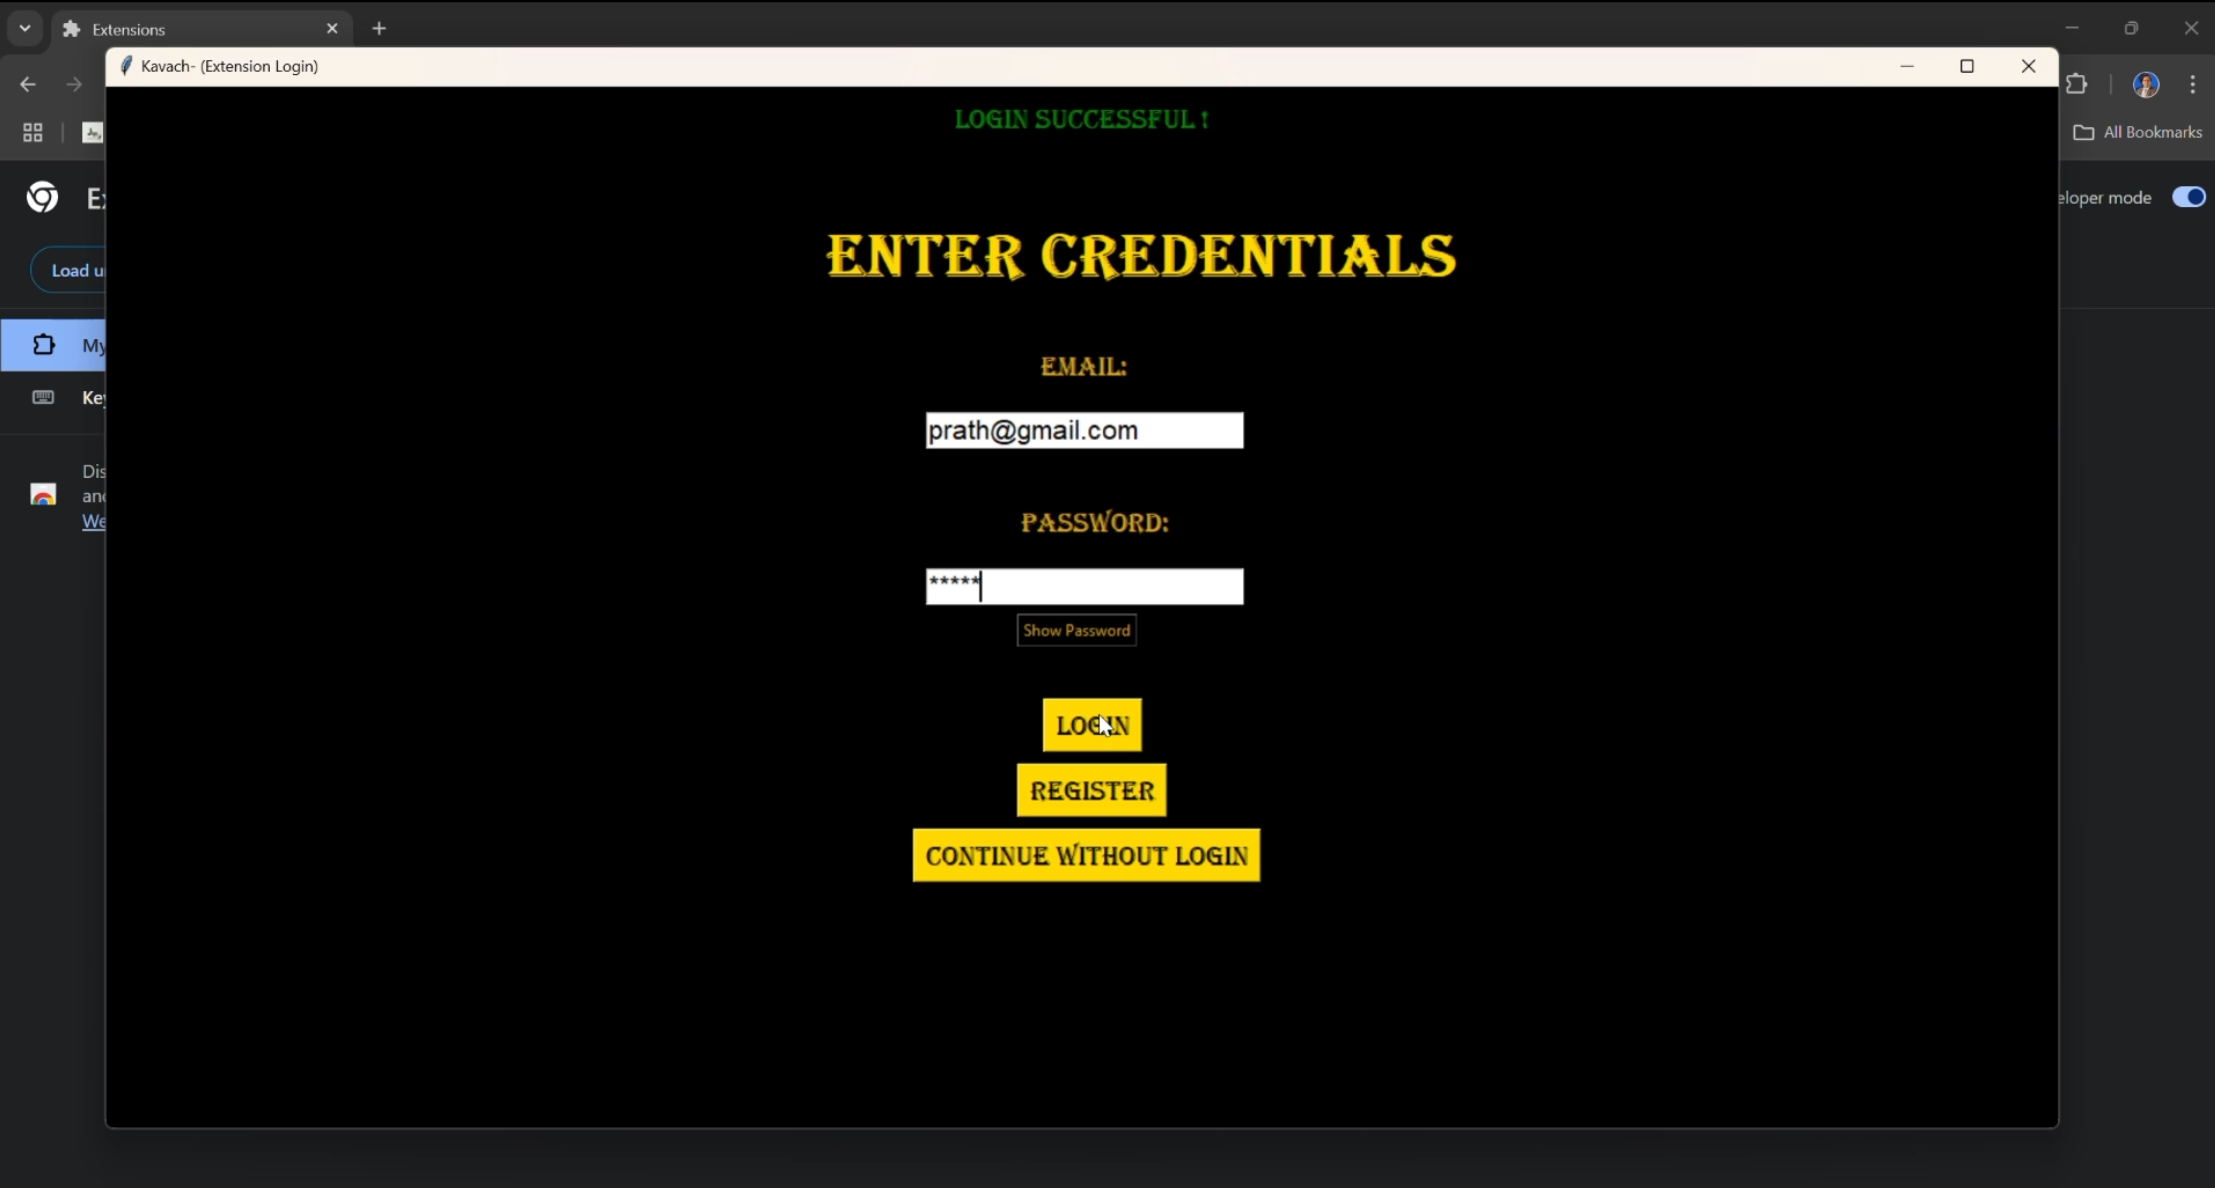 Extensions
Kavach- (Extension Login)
All Bookmarks
LOGIN SUCCESSFUL !
eloper mode
ENTER CREDENTIALS
Load u
My
EMAIL:
Key
prath@gmail.com
Dis
and
We
PASSWORD:
*****
Show Password
LOGIN
REGISTER
CONTINUE WITHOUT LOGIN